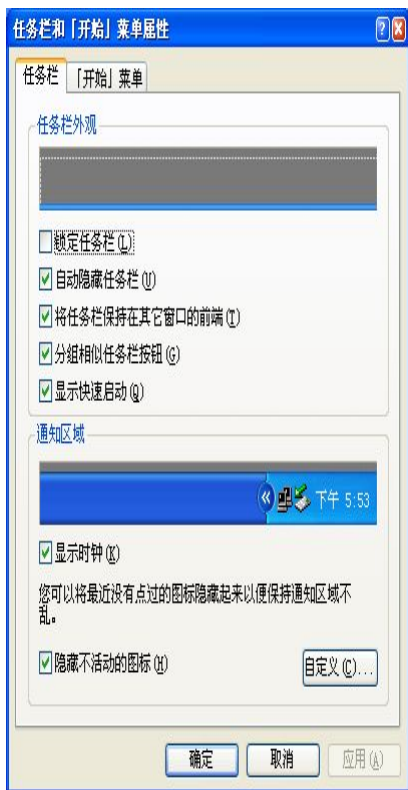 任务栏和「开始」菜单属性
任务栏 「开始」菜单
任务栏外观
锁定任务栏(L)
自动隐藏任务栏(U)
将任务栏保持在其它窗口的前端(T)
分组相似任务栏按钮(G)
显示快速启动(Q)
通知区域
下午 5:53
显示时钟(K)
您可以将最近没有点过的图标隐藏起来以便保持通知区域不
乱。
隐藏不活动的图标(H) 自定义(C)...
确定 取消 应用(A)